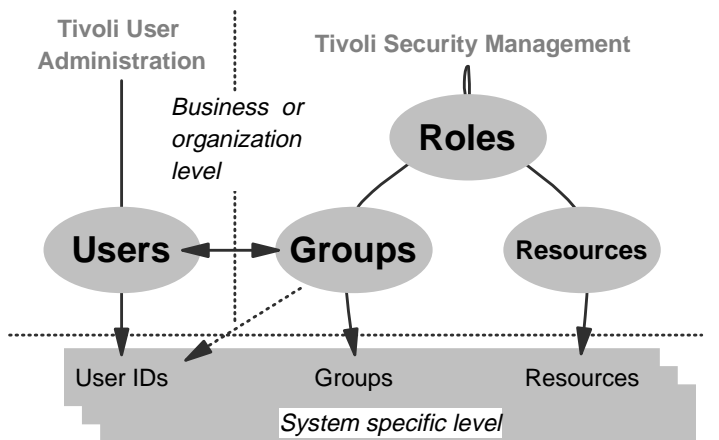 Tivoli User
Administration
Tivoli Security Management
Business or
organization
level
Roles
Users
Groups
Resources
User IDs
Groups
Resources
System specific level